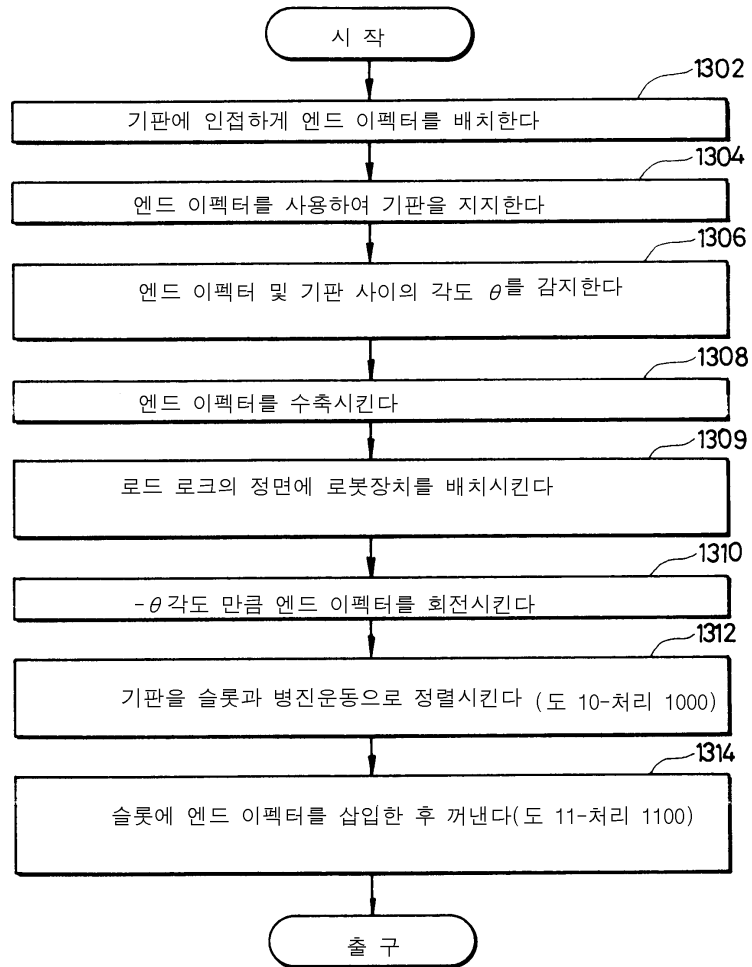 시 작
1302
기판에 인접하게 엔드 이펙터를 배치한다
1304
엔드 이펙터를 사용하여 기판을 지지한다
1306
엔드 이펙터 및 기판 사이의 각도 θ를 감지한다
1308
엔드 이펙터를 수축시킨다
1309
로드 로크의 정면에 로봇장치를 배치시킨다
1310
-θ각도 만큼 엔드 이펙터를 회전시킨다
1312
기판을 슬롯과 병진운동으로 정렬시킨다 (도 10-처리 1000)
1314
슬롯에 엔드 이펙터를 삽입한 후 꺼낸다(도 11-처리 1100)
출 구